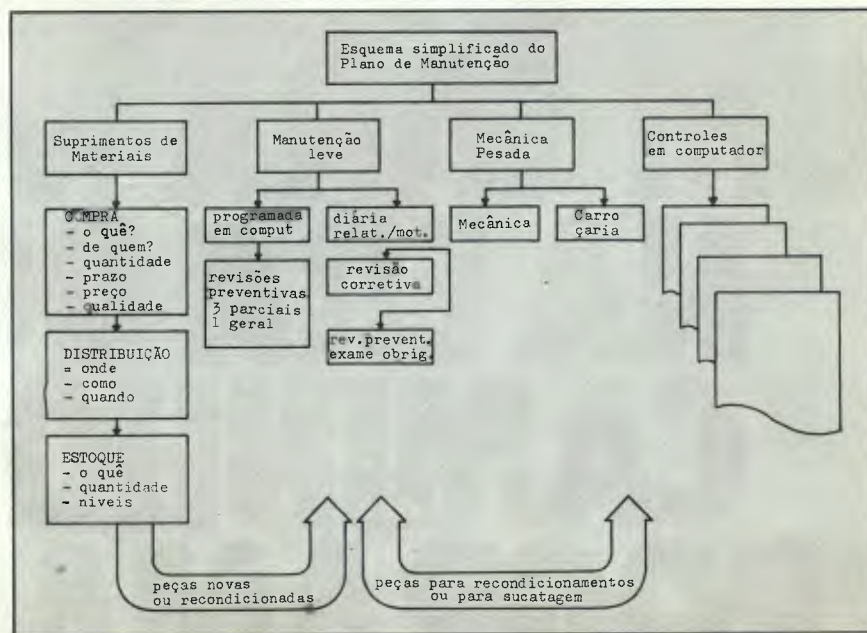 Esquema simplificado do
Plano de Manutenção
Suprimentos de
Materiais
Manutenção
leve
Mecânica
Pesada
Controles
em computador
COMPRA
- o quê?
- de quem?
- quantidade
- prazo
- preço
- qualidade
programada
em comput
diária
relat./mot.
Mecânica
Carro
çaria
revisões
preventivas
3 parciais
1 geral
revisão
corretiva
rev.prevent.
exame obrig.
DISTRIBUIÇÃO
= onde
- como
- quando
ESTOQUE
- o quê
- quantidade
- niveis
peças novas
ou recondicionadas
peças para recondicionamentos
ou para sucatagem